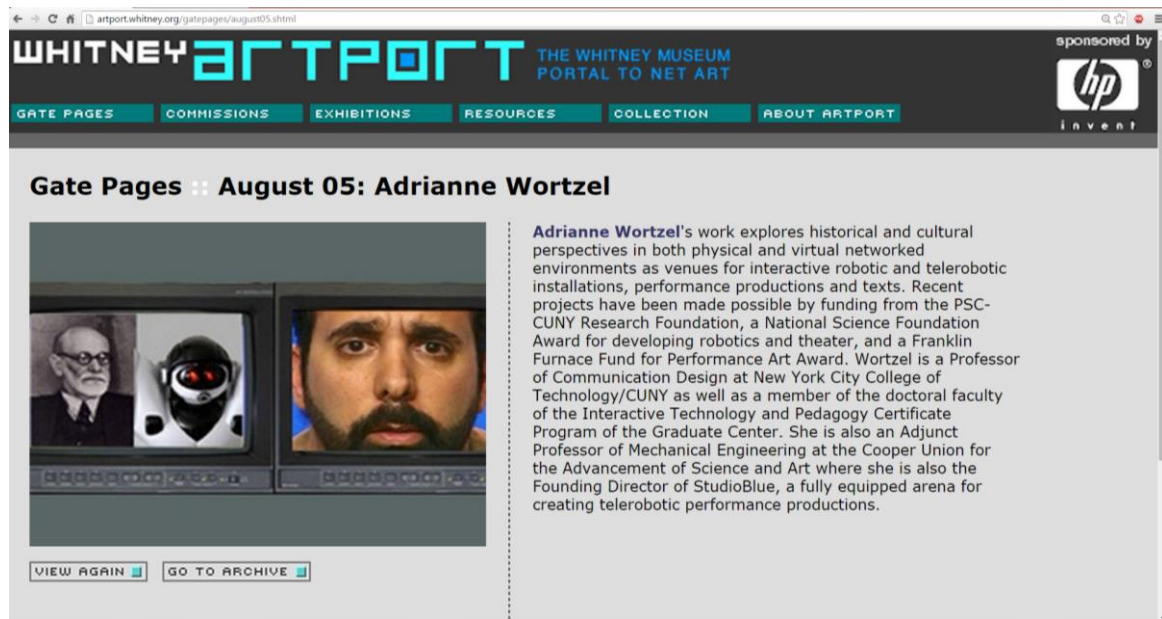 artport.whitney.org/gatepages/august05.shtml
WHITNEY artport
THE WHITNEY MUSEUM
PORTAL TO NET ART
sponsored by
hp
®
invent
GATE PAGES COMMISSIONS EXHIBITIONS RESOURCES COLLECTION ABOUT ARTPORT
Gate Pages :: August 05: Adrianne Wortzel
Adrianne Wortzel's work explores historical and cultural
perspectives in both physical and virtual networked
environments as venues for interactive robotic and telerobotic
installations, performance productions and texts. Recent
projects have been made possible by funding from the PSC-
CUNY Research Foundation, a National Science Foundation
Award for developing robotics and theater, and a Franklin
Furnace Fund for Performance Art Award. Wortzel is a Professor
of Communication Design at New York City College of
Technology/CUNY as well as a member of the doctoral faculty
of the Interactive Technology and Pedagogy Certificate
Program of the Graduate Center. She is also an Adjunct
Professor of Mechanical Engineering at the Cooper Union for
the Advancement of Science and Art where she is also the
Founding Director of StudioBlue, a fully equipped arena for
creating telerobotic performance productions.
VIEW AGAIN GO TO ARCHIVE